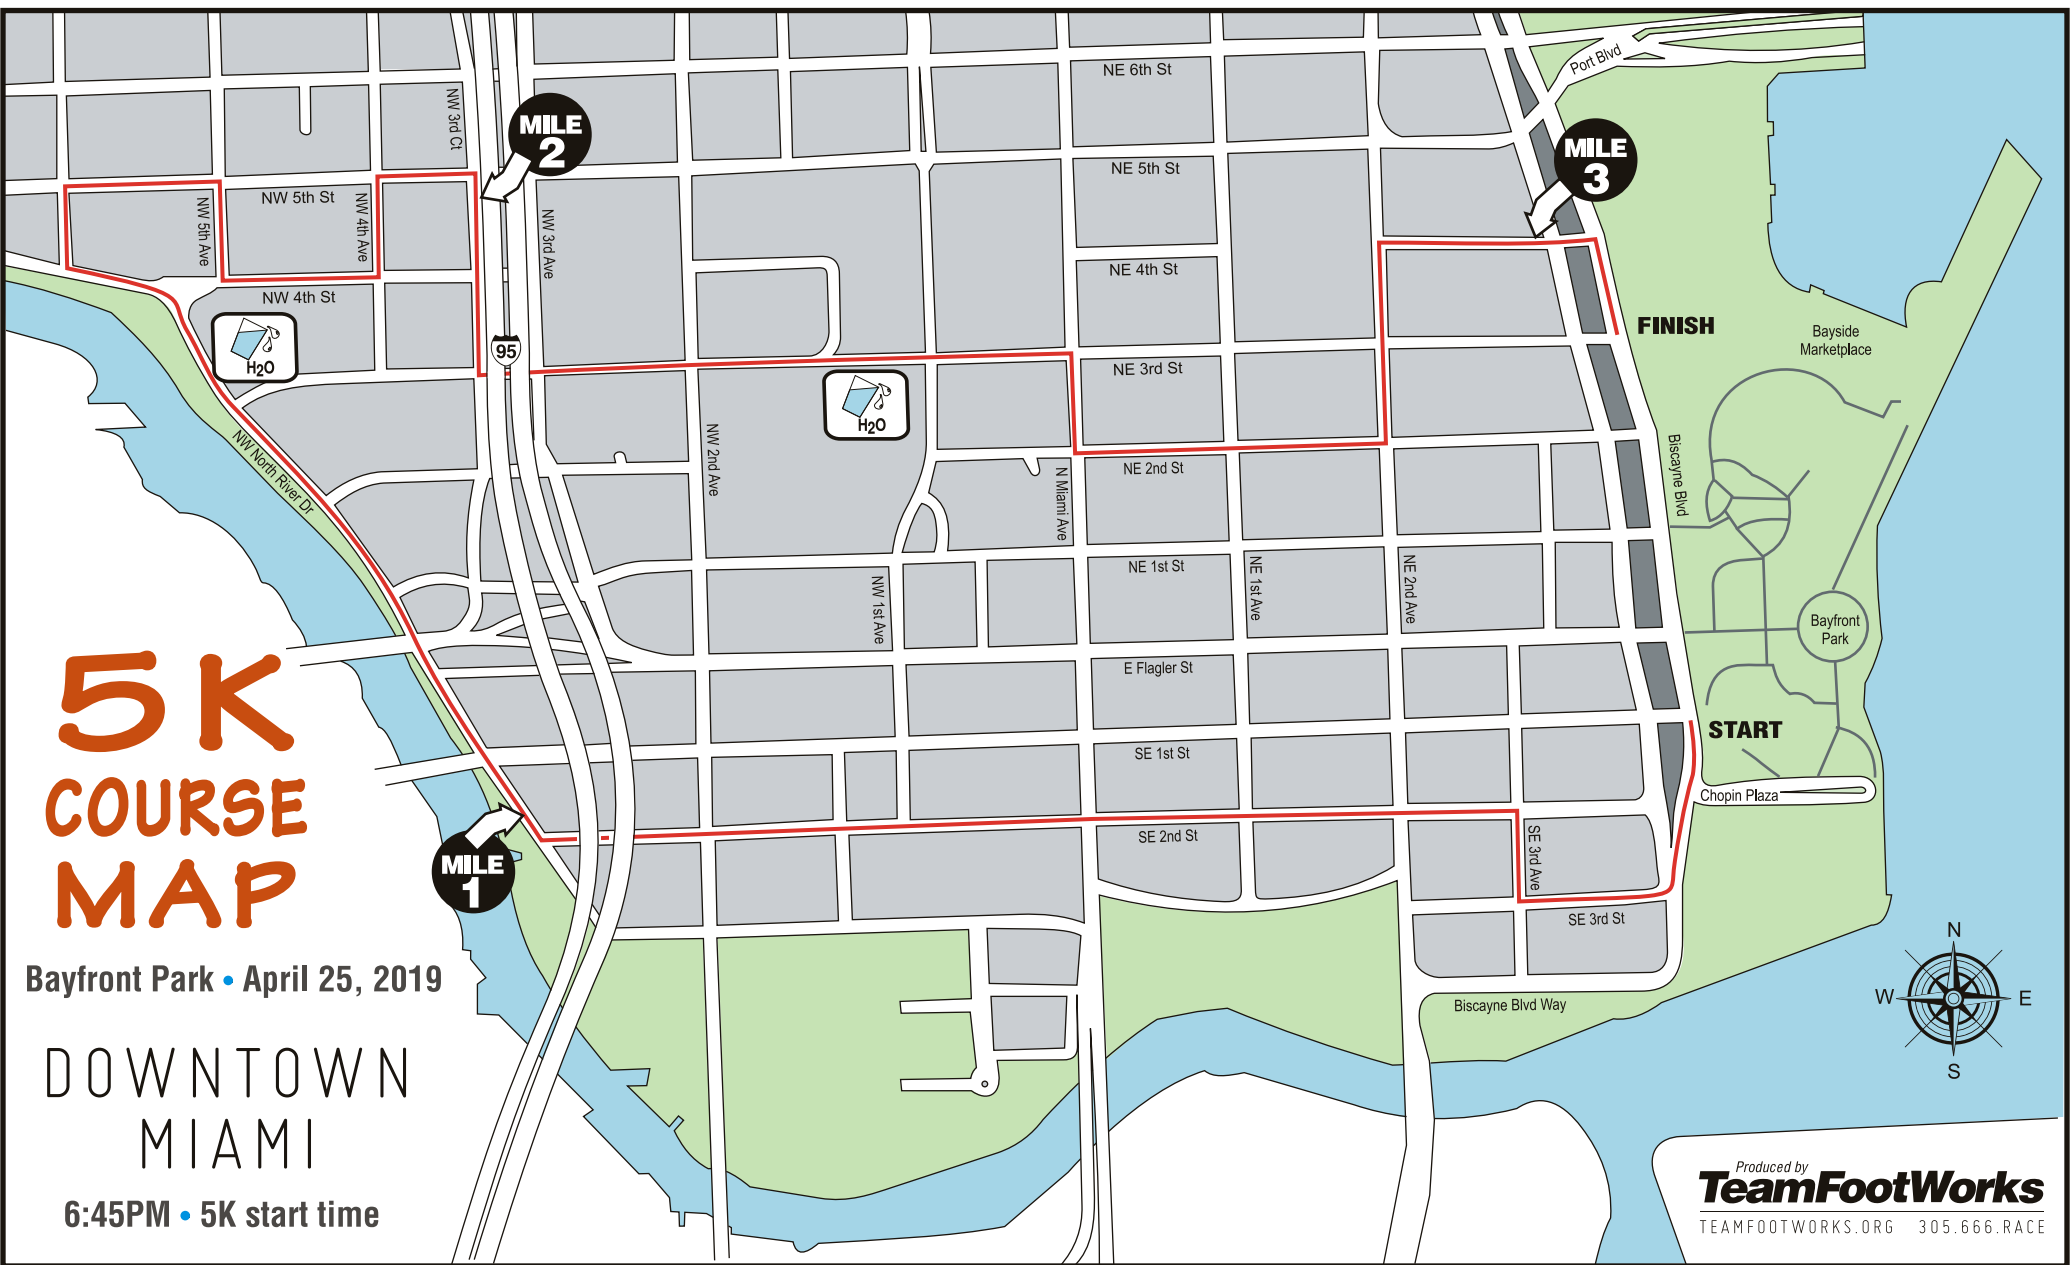 NE 6th St
Port Blvd
NW 3rd Ct
MILE
2
MILE
3
NE 5th St
NW 5th St
NW 5th Ave
NW 4th Ave
NW 3rd Ave
NE 4th St
NW 4th St
H2O
95
FINISH
Bayside
Marketplace
NE 3rd St
H2O
NW North River Dr
NW 2nd Ave
N Miami Ave
NE 2nd St
Biscayne Blvd
NE 1st St
NW 1st Ave
NE 1st Ave
NE 2nd Ave
Bayfront
Park
E Flagler St
START
SE 1st St
Chopin Plaza
SE 2nd St
SE 3rd Ave
MILE
1
SE 3rd St
Biscayne Blvd Way
5K
COURSE
MAP
Bayfront Park • April 25, 2019
DOWNTOWN
MIAMI
6:45PM • 5K start time
N
W
E
S
Produced by
TeamFootWorks
TEAMFOOTWORKS.ORG 305.666.RACE